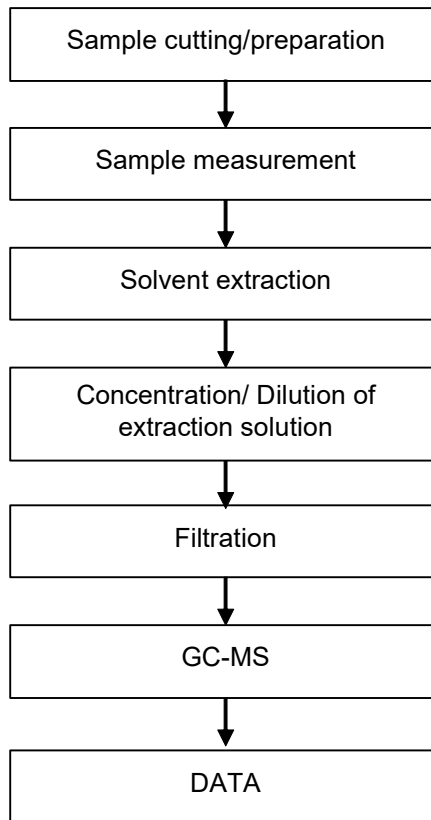 Sample cutting/preparation
Sample measurement
Solvent extraction
Concentration/ Dilution of
extraction solution
Filtration
GC-MS
DATA